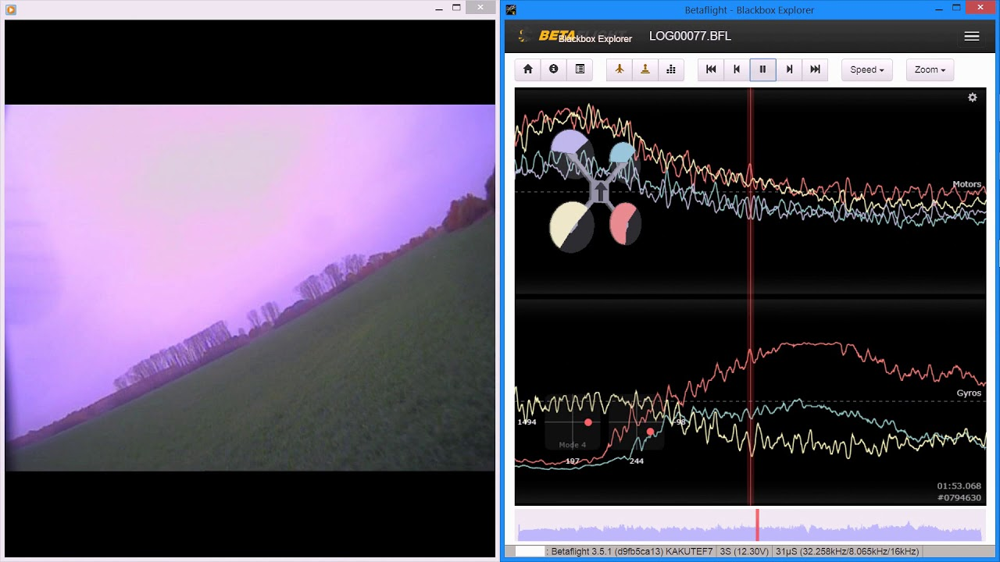 Betaflight - Blackbox Explorer
BETAFLIGHT
Blackbox Explorer
LOG00077.BFL
Speed
Zoom
Motors
Gyros
1494
-98
Mode 4
197
244
01:53.068
#0794630
: Betaflight 3.5.1 (d9fb5ca13) KAKUTEF7
3S (12.30V)
31µS (32.258kHz/8.065kHz/16kHz)